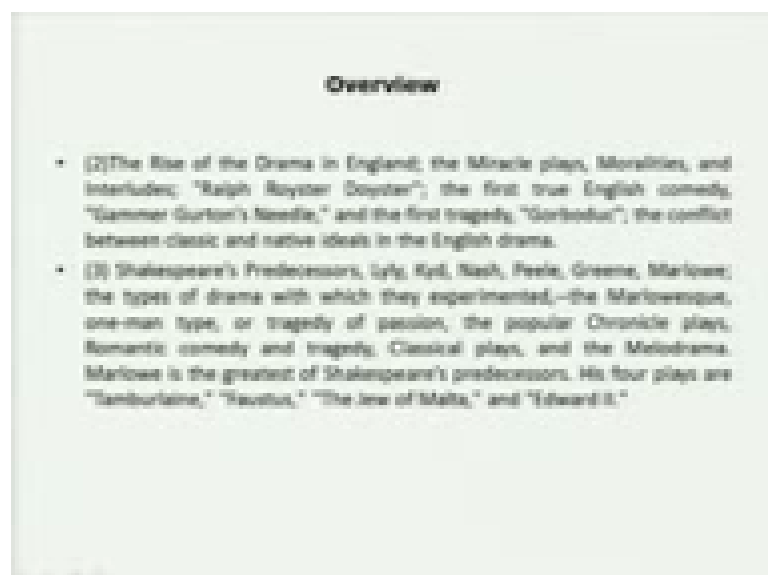 Overview
• (2)The Rise of the Drama in England; the Miracle plays, Moralities, and
Interludes; "Ralph Royster Doyster"; the first true English comedy,
"Gammer Gurton's Needle," and the first tragedy, "Gorboduc"; the conflict
between classic and native ideals in the English drama.
• (3) Shakespeare's Predecessors, Lyly, Kyd, Nash, Peele, Greene, Marlowe;
the types of drama with which they experimented,--the Marlowesque,
one-man type, or tragedy of passion, the popular Chronicle plays,
Romantic comedy and tragedy, Classical plays, and the Melodrama.
Marlowe is the greatest of Shakespeare's predecessors. His four plays are
"Tamburlaine," "Faustus," "The Jew of Malta," and "Edward II."